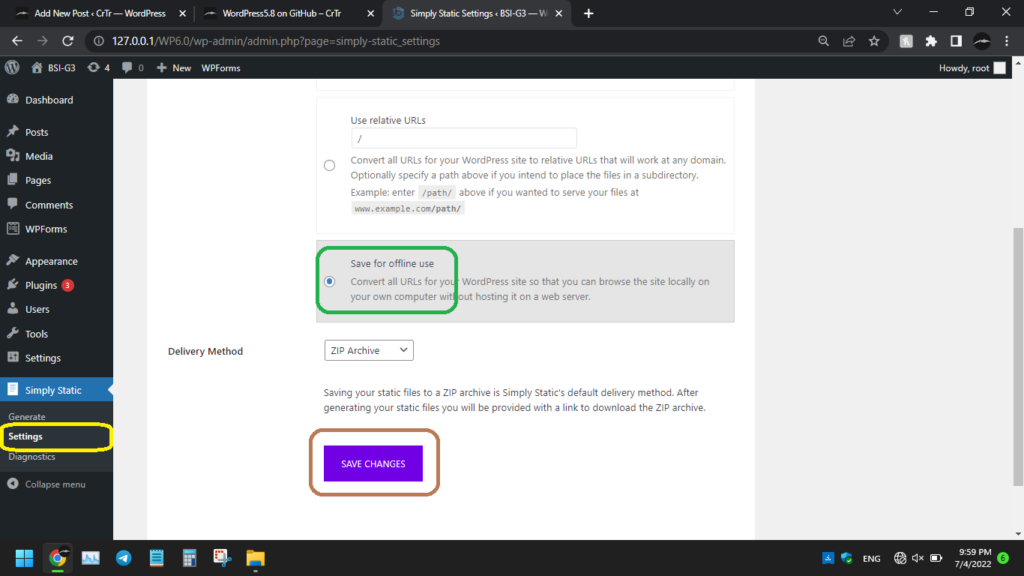 Add New Post ‹ CrTr — WordPress
WordPress5.8 on GitHub – CrTr
Simply Static Settings ‹ BSI-G3 — W
127.0.0.1/WP6.0/wp-admin/admin.php?page=simply-static_settings
BSI-G3
4
0
New
WPForms
Howdy, root
Dashboard
Posts
Media
Pages
Comments
WPForms
Appearance
Plugins 3
Users
Tools
Settings
Simply Static
Generate
Settings
Diagnostics
Collapse menu
Use relative URLs
/
Convert all URLs for your WordPress site to relative URLs that will work at any domain.
Optionally specify a path above if you intend to place the files in a subdirectory.
Example: enter /path/ above if you wanted to serve your files at
www.example.com/path/
Save for offline use
Convert all URLs for your WordPress site so that you can browse the site locally on
your own computer without hosting it on a web server.
Delivery Method
ZIP Archive
Saving your static files to a ZIP archive is Simply Static's default delivery method. After
generating your static files you will be provided with a link to download the ZIP archive.
SAVE CHANGES
ENG
9:59 PM
7/4/2022
6